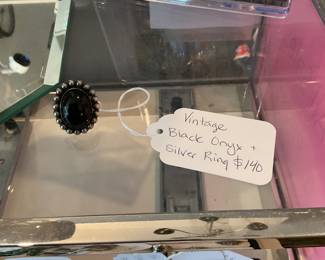 Vintage
Black Onyx +
Silver Ring $140